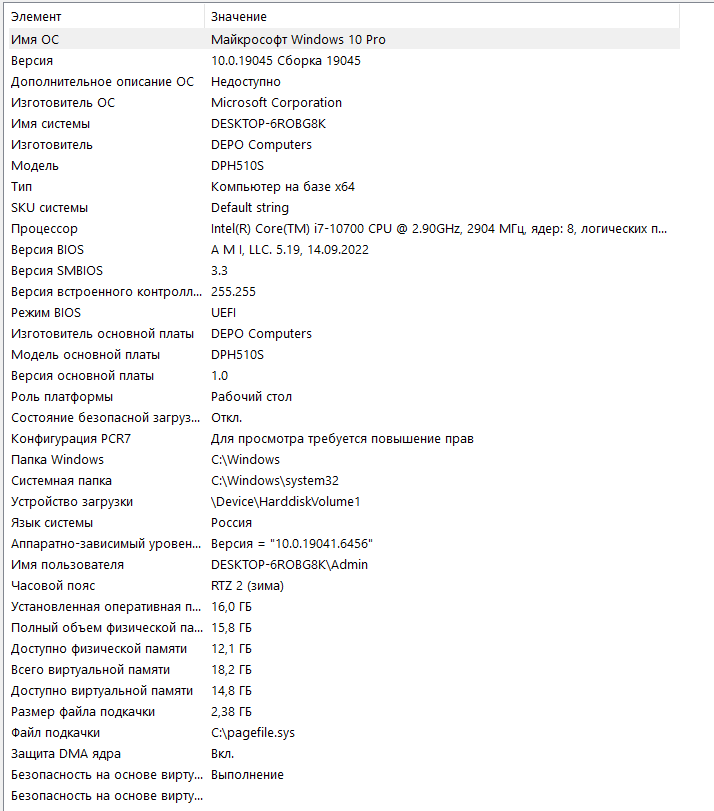 Элемент Значение
Имя ОС Майкрософт Windows 10 Pro
Версия 10.0.19045 Сборка 19045
Дополнительное описание ОС Недоступно
Изготовитель ОС Microsoft Corporation
Имя системы DESKTOP-6ROBG8K
Изготовитель DEPO Computers
Модель DPH510S
Тип Компьютер на базе x64
SKU системы Default string
Процессор Intel(R) Core(TM) i7-10700 CPU @ 2.90GHz, 2904 МГц, ядер: 8, логических п...
Версия BIOS A M I, LLC. 5.19, 14.09.2022
Версия SMBIOS 3.3
Версия встроенного контролл... 255.255
Режим BIOS UEFI
Изготовитель основной платы DEPO Computers
Модель основной платы DPH510S
Версия основной платы 1.0
Роль платформы Рабочий стол
Состояние безопасной загруз... Откл.
Конфигурация PCR7 Для просмотра требуется повышение прав
Папка Windows C:\Windows
Системная папка C:\Windows\system32
Устройство загрузки \Device\HarddiskVolume1
Язык системы Россия
Аппаратно-зависимый уровен... Версия = "10.0.19041.6456"
Имя пользователя DESKTOP-6ROBG8K\Admin
Часовой пояс RTZ 2 (зима)
Установленная оперативная п... 16,0 ГБ
Полный объем физической па... 15,8 ГБ
Доступно физической памяти 12,1 ГБ
Всего виртуальной памяти 18,2 ГБ
Доступно виртуальной памяти 14,8 ГБ
Размер файла подкачки 2,38 ГБ
Файл подкачки C:\pagefile.sys
Защита DMA ядра Вкл.
Безопасность на основе вирту... Выполнение
Безопасность на основе вирту...